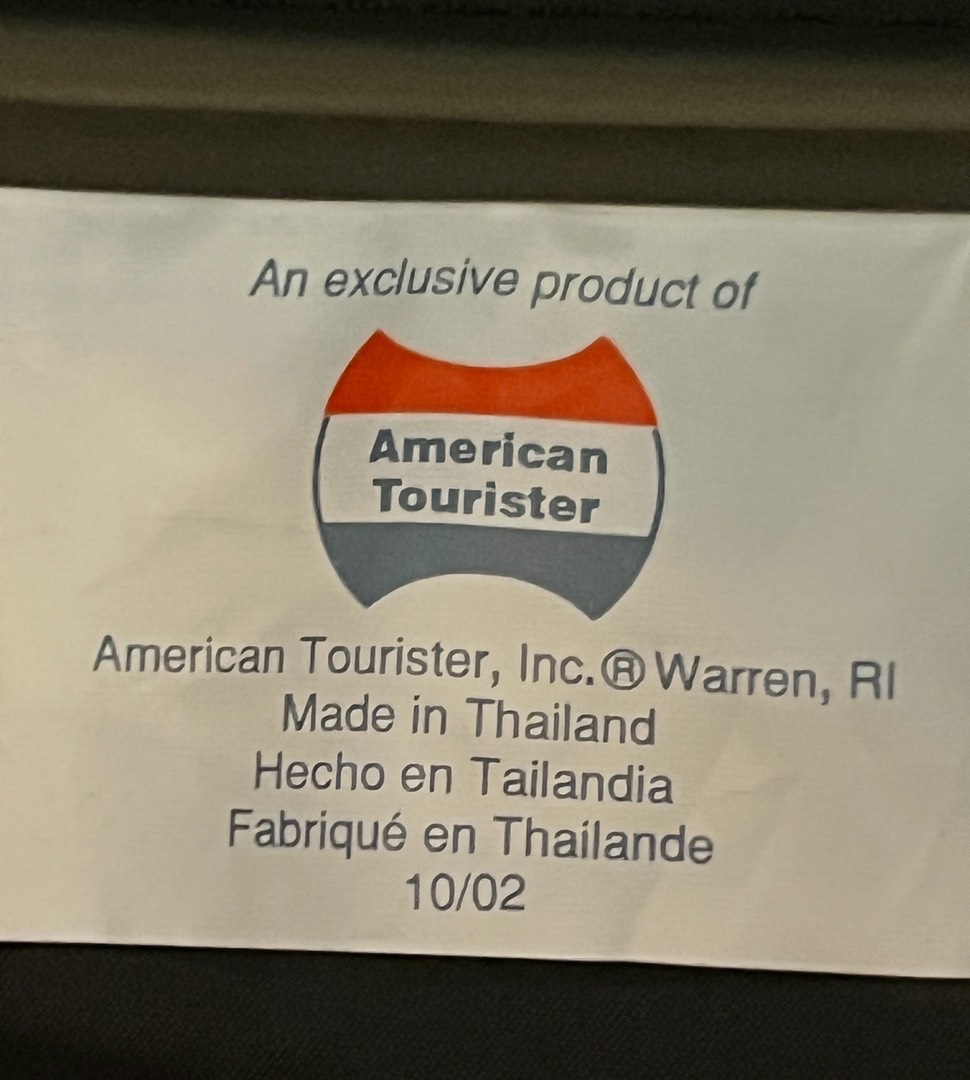 An exclusive product of
American
Tourister
American Tourister, Inc.® Warren, RI
Made in Thailand
Hecho en Tailandia
Fabriqué en Thailande
10/02